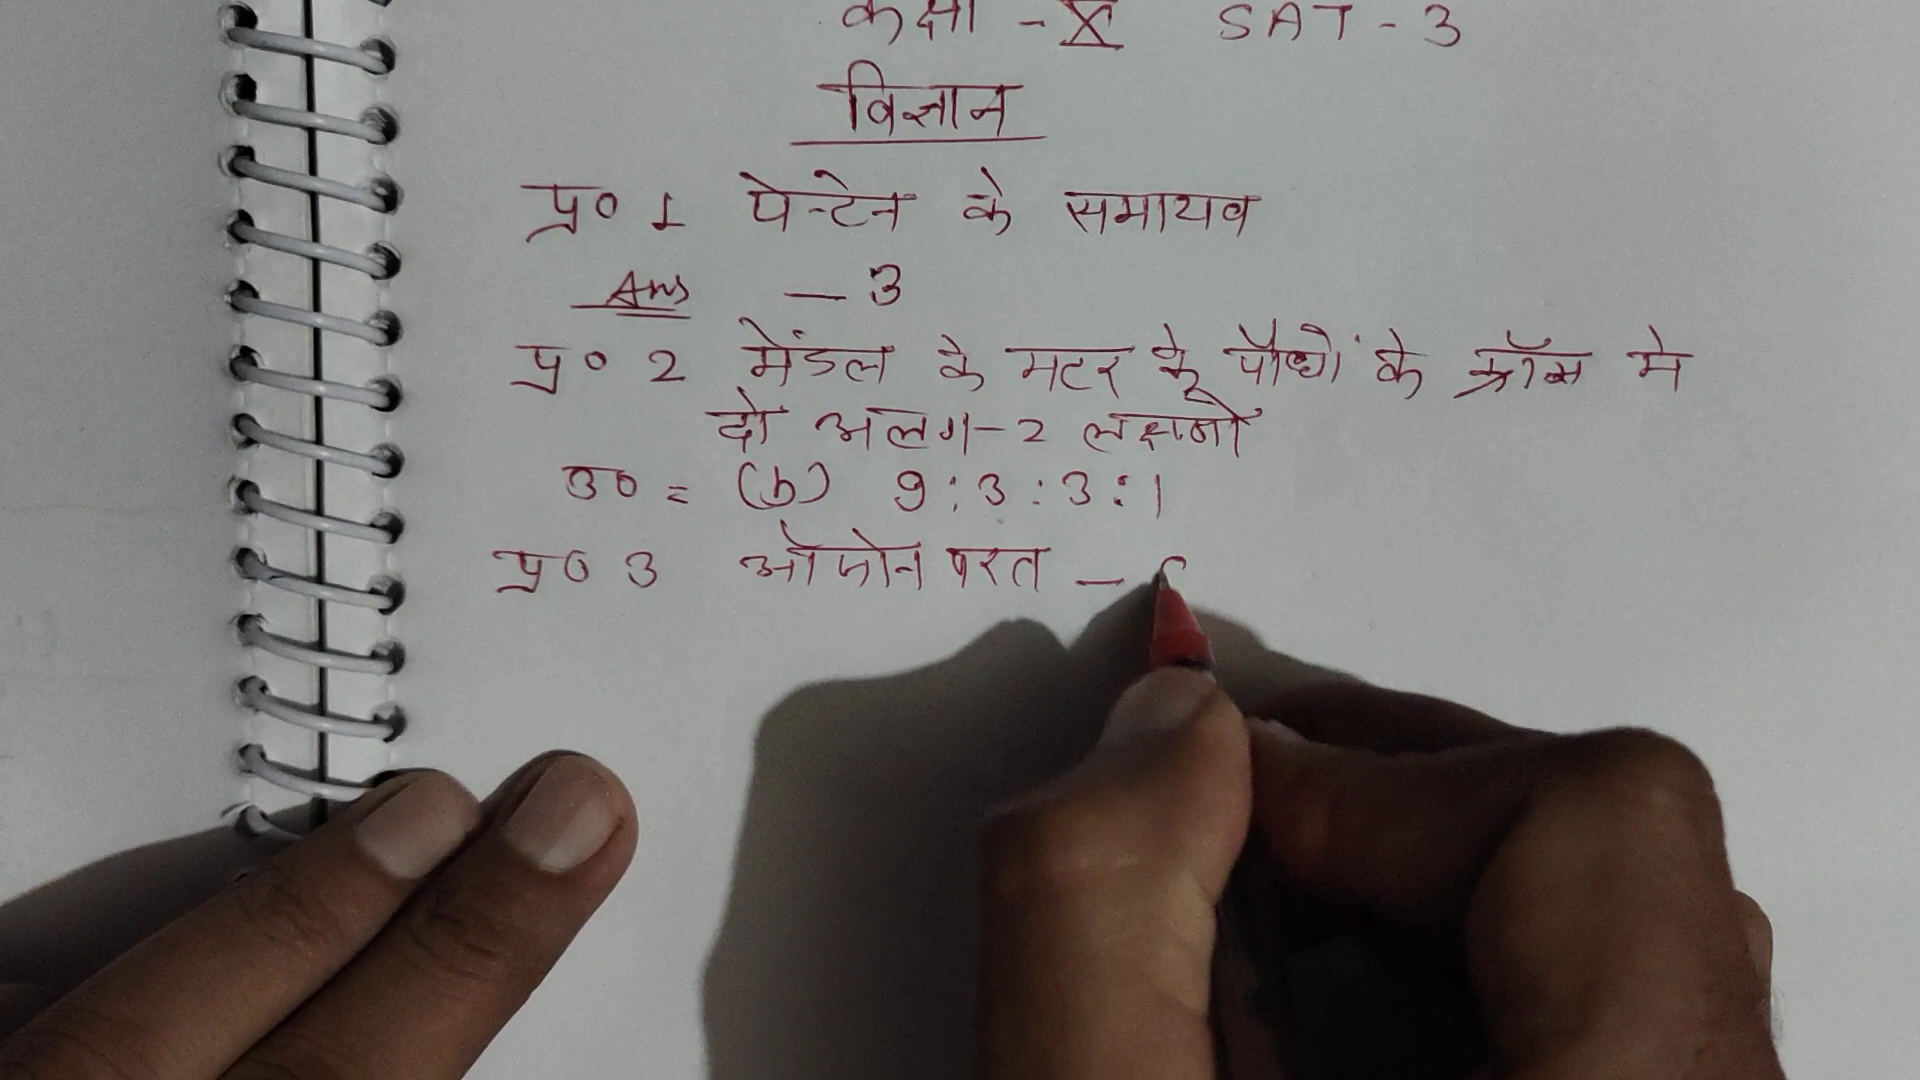 कक्षा - X SAT - 3
विज्ञान
प्र० 1 पेन्टेन के समायव
Ans - 3
प्र० 2 मेंडल के मटर के पौधों के क्रॉस मे
दो अलग-2 लक्षणों
उ० = (b) 9:3:3:1
प्र० 3 ओजोन परत -